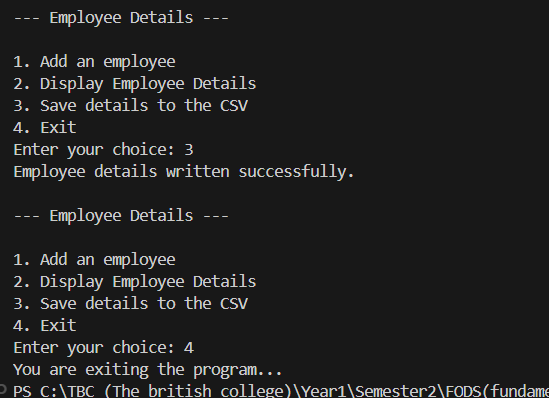 --- Employee Details ---
1. Add an employee
2. Display Employee Details
3. Save details to the CSV
4. Exit
Enter your choice: 3
Employee details written successfully.
--- Employee Details ---
1. Add an employee
2. Display Employee Details
3. Save details to the CSV
4. Exit
Enter your choice: 4
You are exiting the program...
PS C:\TBC (The british college)\Year1\Semester2\FODS(fundame